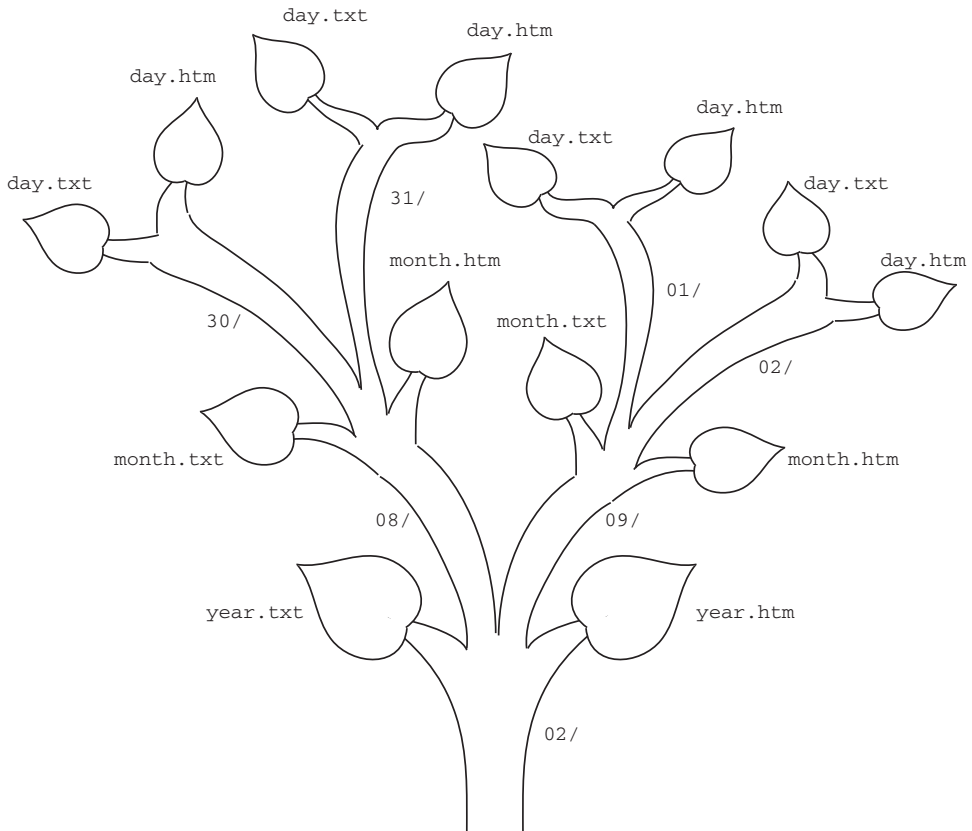 day.txt
day.htm
day.htm
day.htm
day.txt
day.txt
day.txt
31/
month.htm
day.htm
01/
30/
month.txt
02/
month.txt
month.htm
08/
09/
year.txt
year.htm
02/